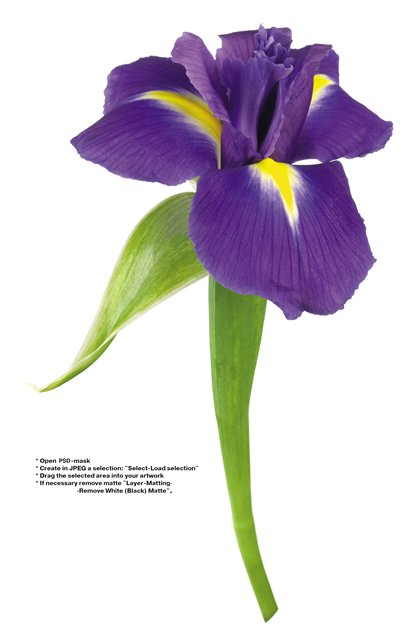 * Open PSD-mask
* Create in JPEG a selection: "Select-Load selection"
* Drag the selected area into your artwork
* If necessary remove matte "Layer-Matting-
-Remove White (Black) Matte".